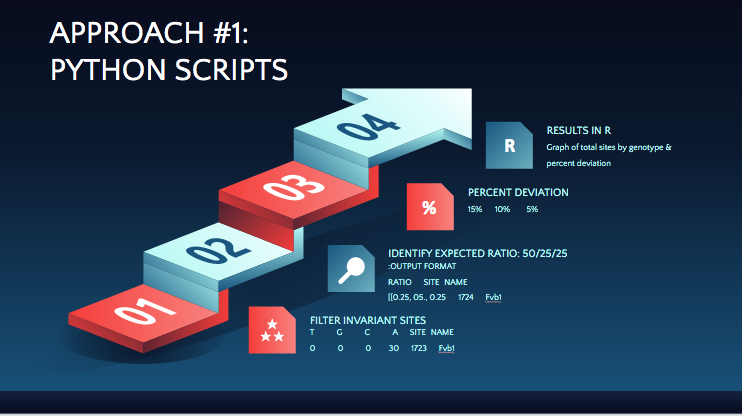 APPROACH #1:
PYTHON SCRIPTS
04
R
RESULTS IN R
Graph of total sites by genotype &
percent deviation
03
%
PERCENT DEVIATION
15% 10% 5%
02
IDENTIFY EXPECTED RATIO: 50/25/25
:OUTPUT FORMAT
RATIO SITE NAME
[[0.25, 05., 0.25 1724 Fvb1
01
FILTER INVARIANT SITES
T G C A SITE NAME
0 0 0 30 1723 Fvb1